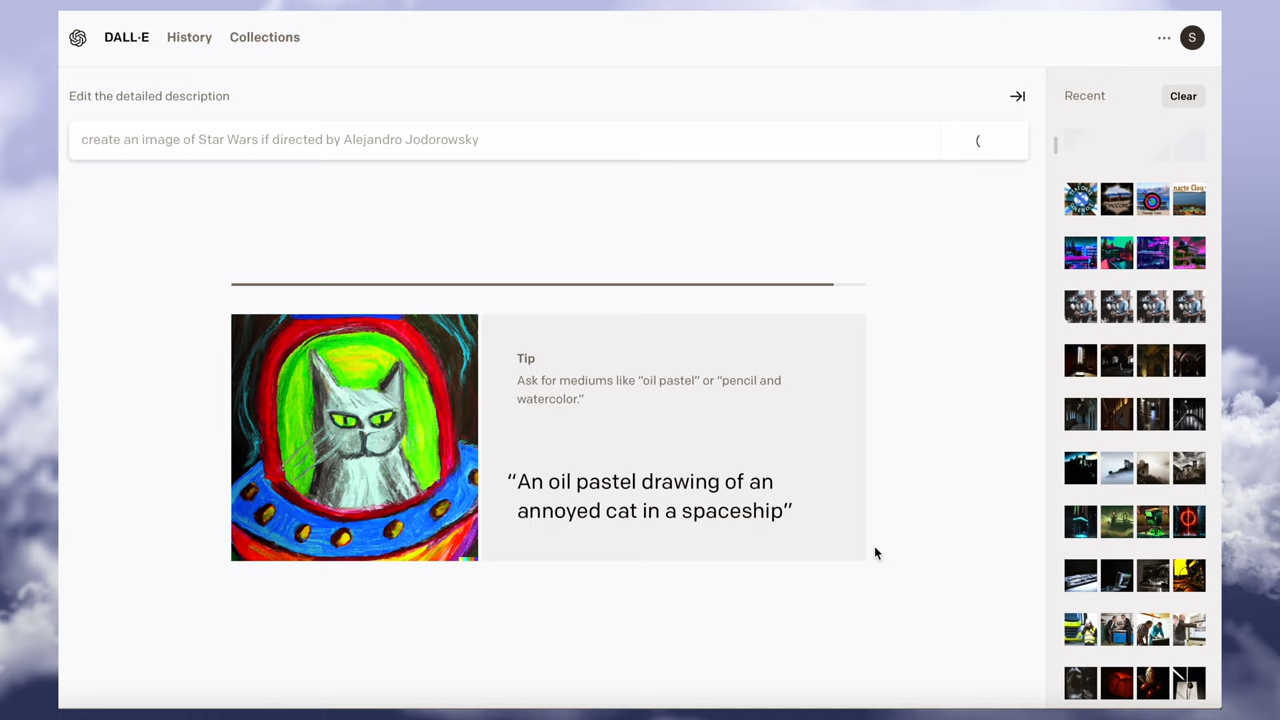 DALL·E History Collections
··· S
Edit the detailed description
Recent Clear
create an image of Star Wars if directed by Alejandro Jodorowsky
Tip
Ask for mediums like “oil pastel” or “pencil and
watercolor.”
“An oil pastel drawing of an
annoyed cat in a spaceship”